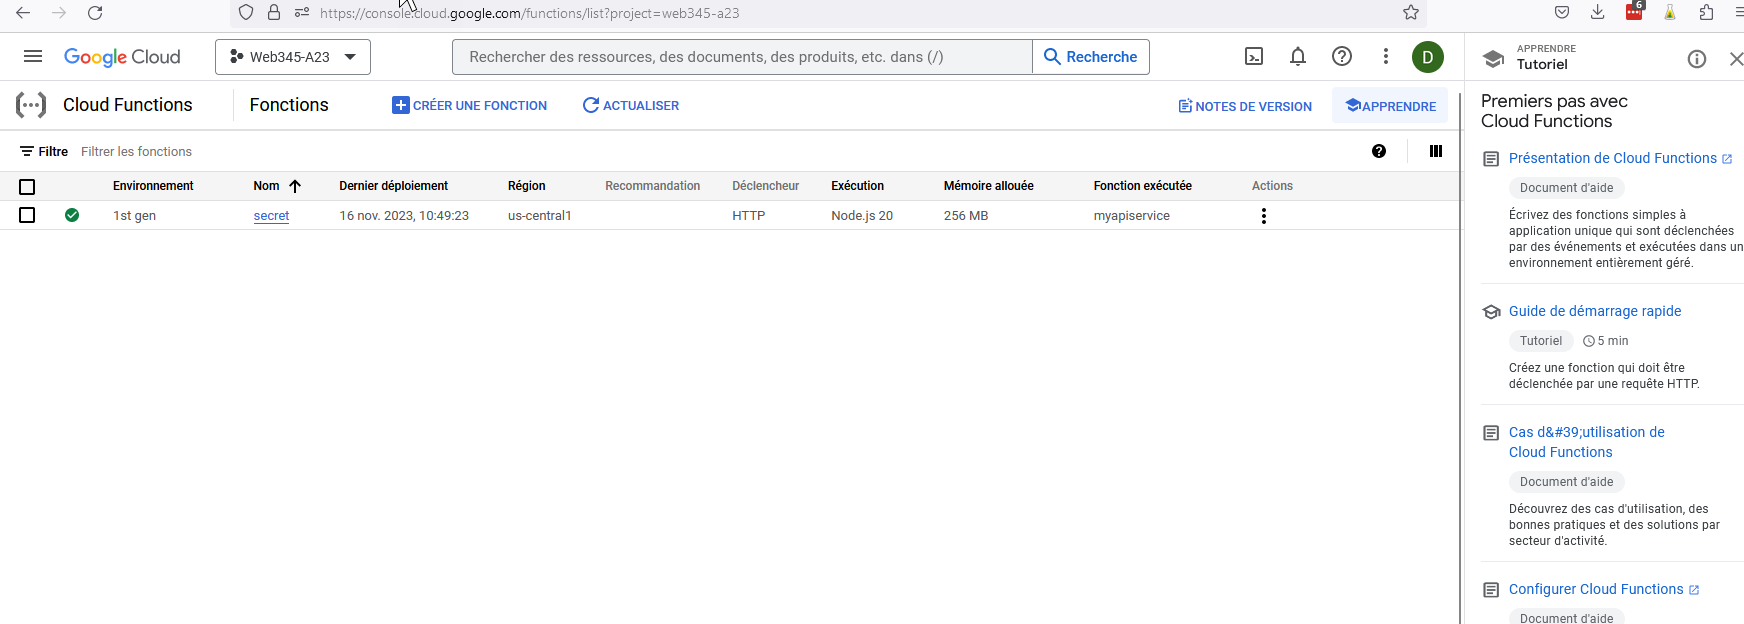 https://console.cloud.google.com/functions/list?project=web345-a23
6
Google Cloud
Web345-A23
Rechercher des ressources, des documents, des produits, etc. dans (/)
Recherche
D
APPRENDRE
Tutoriel
Cloud Functions
Fonctions
CRÉER UNE FONCTION
ACTUALISER
NOTES DE VERSION
APPRENDRE
Filtre Filtrer les fonctions
Environnement Nom Dernier déploiement Région Recommandation Déclencheur Exécution Mémoire allouée Fonction exécutée Actions
1st gen secret 16 nov. 2023, 10:49:23 us-central1 HTTP Node.js 20 256 MB myapiservice
Premiers pas avec
Cloud Functions
Présentation de Cloud Functions
Document d'aide
Écrivez des fonctions simples à
application unique qui sont déclenchées
par des événements et exécutées dans un
environnement entièrement géré.
Guide de démarrage rapide
Tutoriel 5 min
Créez une fonction qui doit être
déclenchée par une requête HTTP.
Cas d&#39;utilisation de
Cloud Functions
Document d'aide
Découvrez des cas d'utilisation, des
bonnes pratiques et des solutions par
secteur d'activité.
Configurer Cloud Functions
Document d'aide